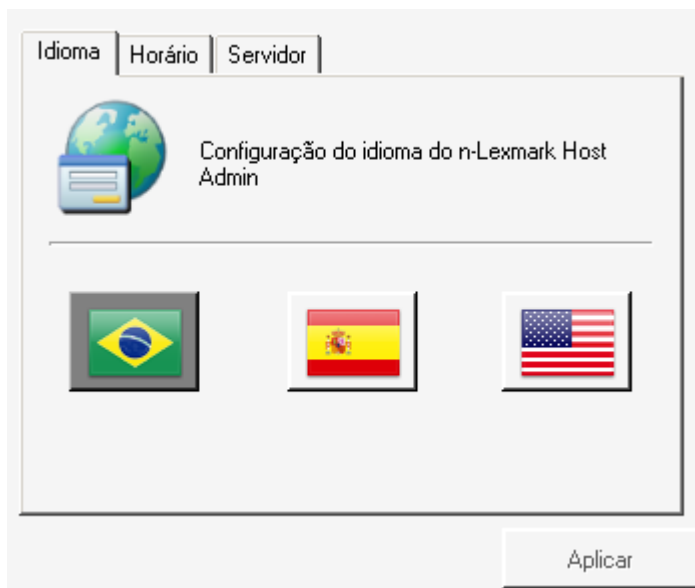 Idioma
Horário
Servidor
Configuração do idioma do n-Lexmark Host
Admin
Aplicar